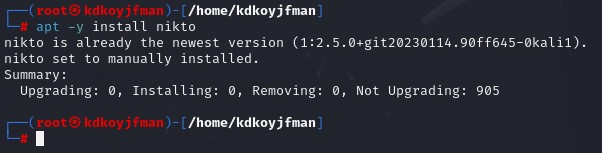 ┌──(root㉿kdkoyjfman)-[/home/kdkoyjfman]
└─# apt -y install nikto
nikto is already the newest version (1:2.5.0+git20230114.90ff645-0kali1).
nikto set to manually installed.
Summary:
  Upgrading: 0, Installing: 0, Removing: 0, Not Upgrading: 905
┌──(root㉿kdkoyjfman)-[/home/kdkoyjfman]
└─#